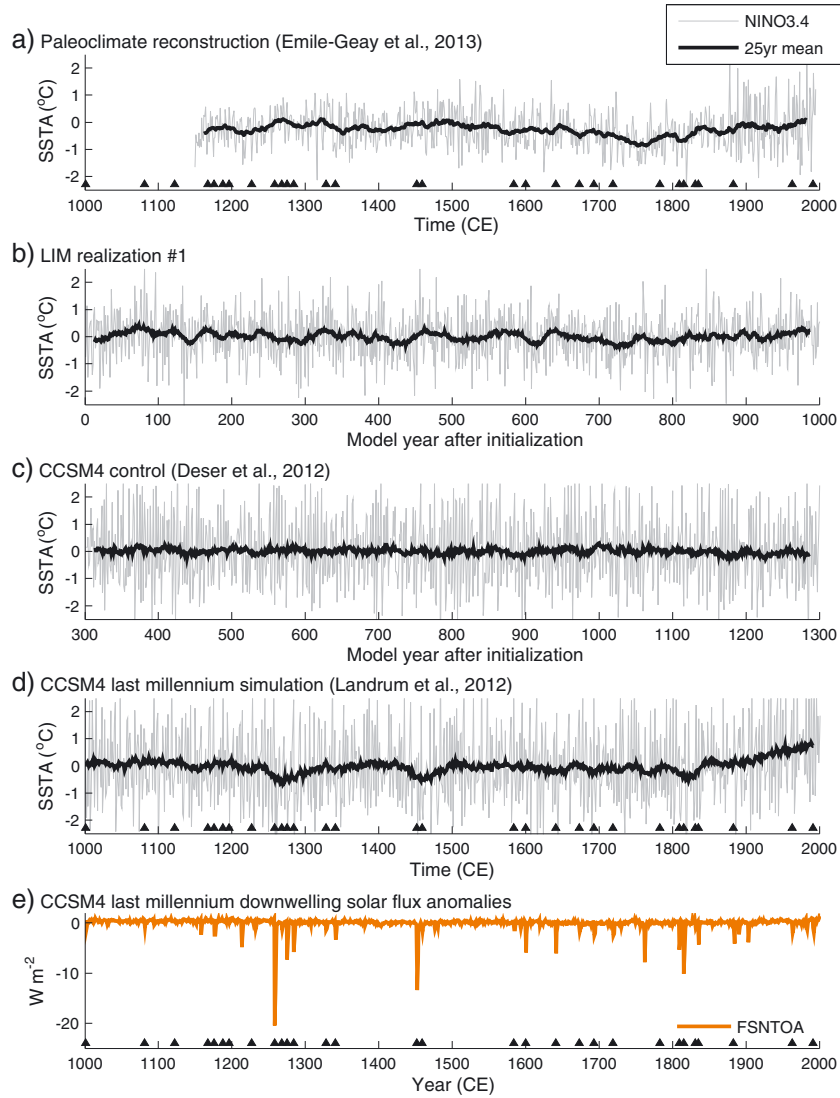 NINO3.4
25yr mean
a) Paleoclimate reconstruction (Emile-Geay et al., 2013)
SSTA (°C)
2
1
0
-1
-2
1000 1100 1200 1300 1400 1500 1600 1700 1800 1900 2000
Time (CE)
b) LIM realization #1
SSTA (°C)
2
1
0
-1
-2
0 100 200 300 400 500 600 700 800 900 1000
Model year after initialization
c) CCSM4 control (Deser et al., 2012)
SSTA (°C)
2
1
0
-1
-2
300 400 500 600 700 800 900 1000 1100 1200 1300
Model year after initialization
d) CCSM4 last millennium simulation (Landrum et al., 2012)
SSTA (°C)
2
1
0
-1
-2
1000 1100 1200 1300 1400 1500 1600 1700 1800 1900 2000
Time (CE)
e) CCSM4 last millennium downwelling solar flux anomalies
W m⁻²
0
-10
-20
FSNTOA
1000 1100 1200 1300 1400 1500 1600 1700 1800 1900 2000
Year (CE)